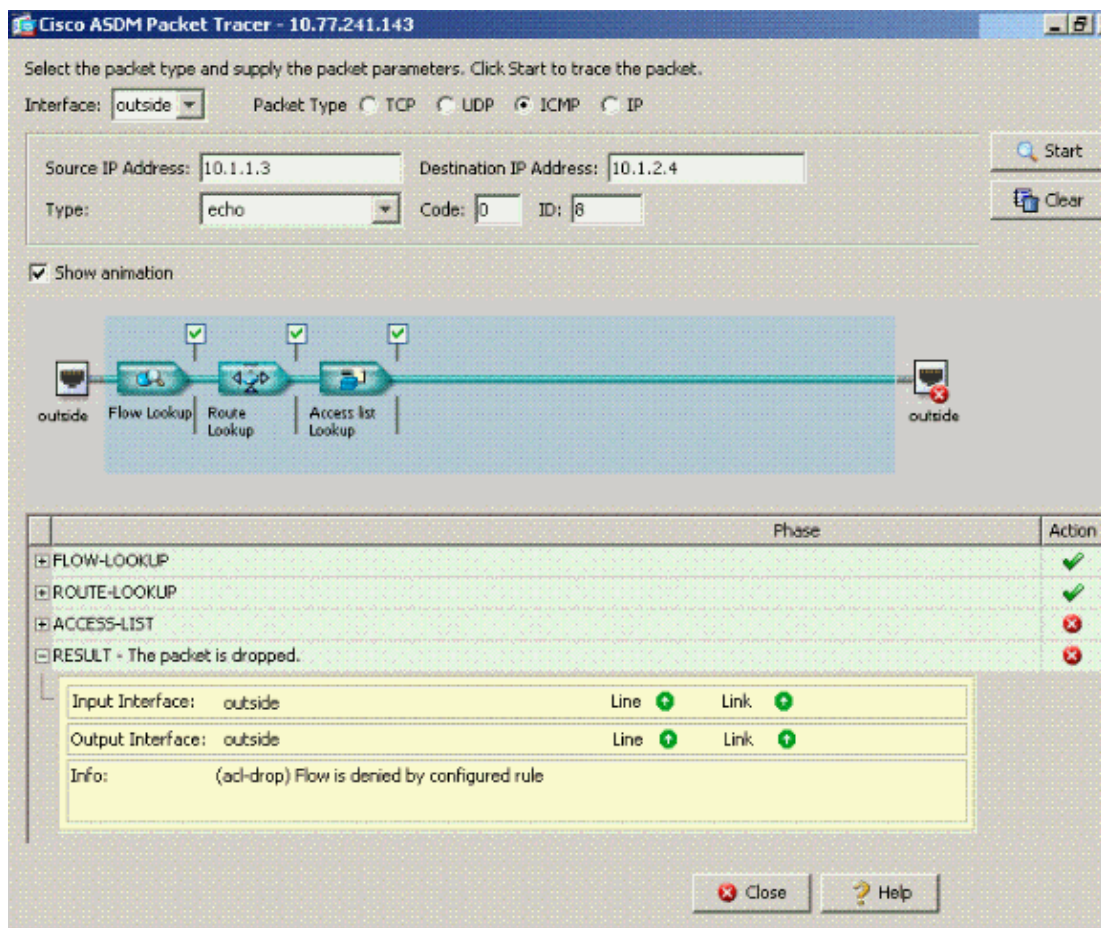 Cisco ASDM Packet Tracer - 10.77.241.143
Select the packet type and supply the packet parameters. Click Start to trace the packet.
Interface: outside Packet Type TCP UDP ICMP IP
Source IP Address: 10.1.1.3 Destination IP Address: 10.1.2.4
Start
Type: echo Code: 0 ID: 8
Clear
Show animation
outside
Flow Lookup
Route Lookup
Access list Lookup
outside
Phase Action
FLOW-LOOKUP
ROUTE-LOOKUP
ACCESS-LIST
RESULT - The packet is dropped.
Input Interface: outside Line Link
Output Interface: outside Line Link
Info: (acl-drop) Flow is denied by configured rule
Close Help